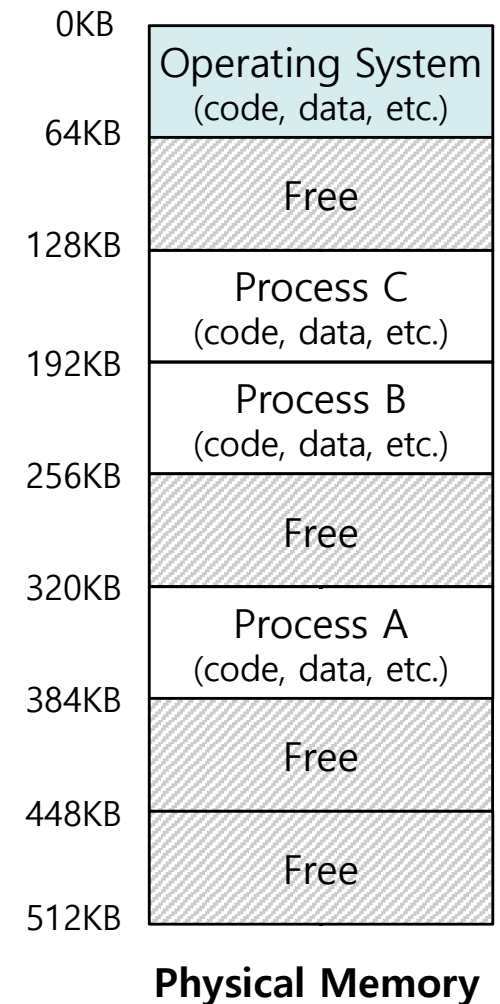 0KB
Operating System
(code, data, etc.)
64KB
Free
128KB
Process C
(code, data, etc.)
192KB
Process B
(code, data, etc.)
256KB
Free
320KB
Process A
(code, data, etc.)
384KB
Free
448KB
Free
512KB
Physical Memory